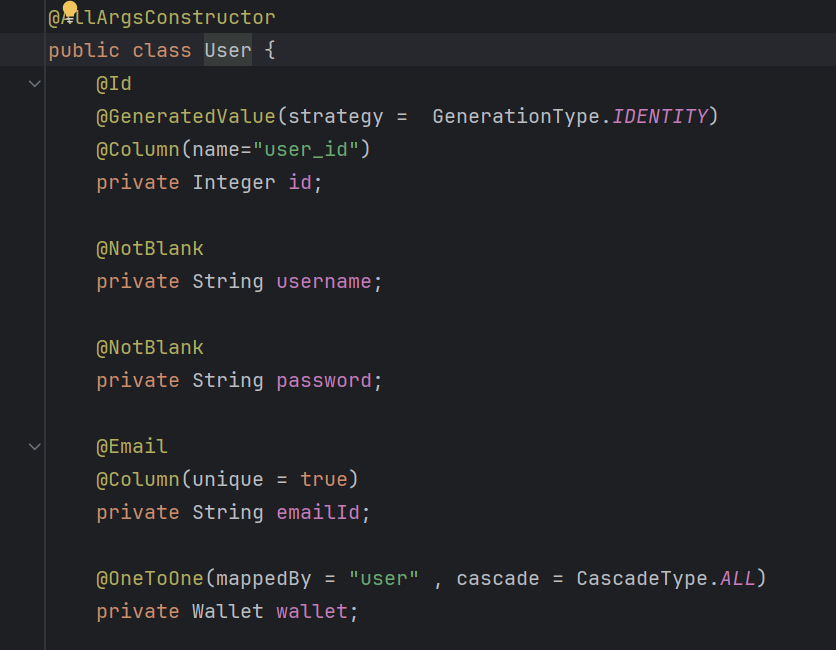 @AllArgsConstructor
public class User {
@Id
@GeneratedValue(strategy =  GenerationType.IDENTITY)
@Column(name="user_id")
private Integer id;
@NotBlank
private String username;
@NotBlank
private String password;
@Email
@Column(unique = true)
private String emailId;
@OneToOne(mappedBy = "user" , cascade = CascadeType.ALL)
private Wallet wallet;